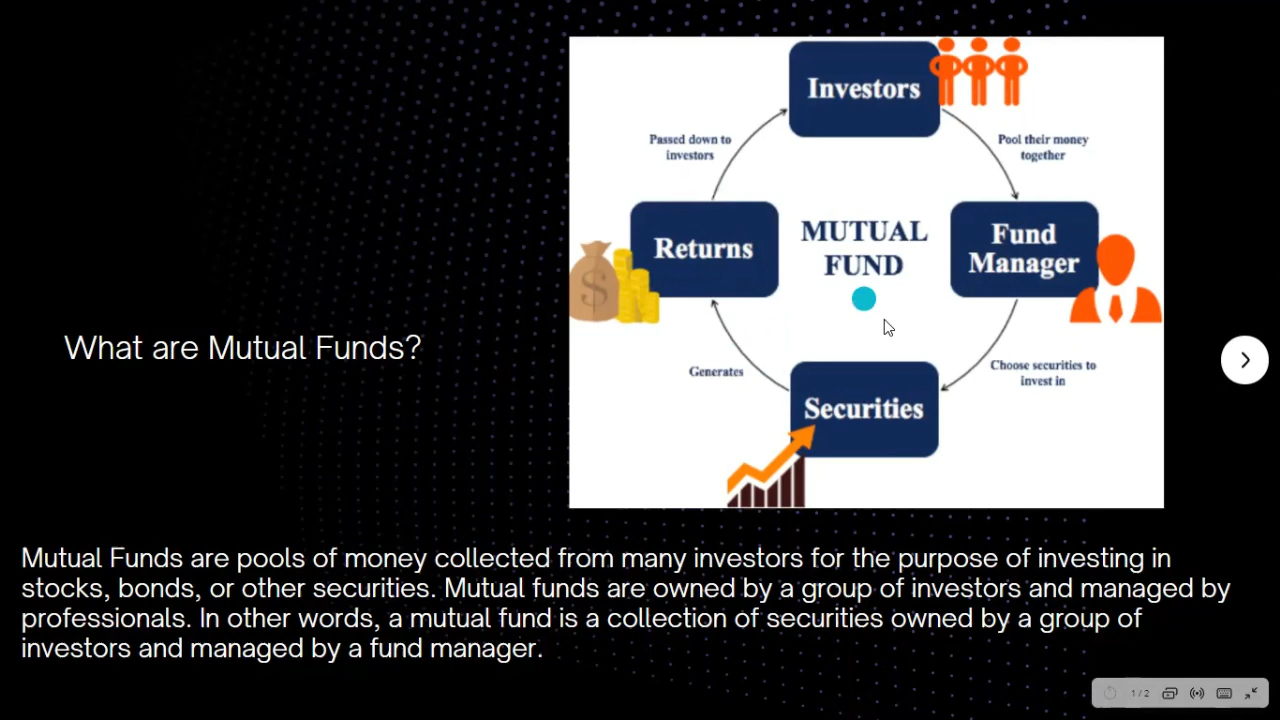 Investors
Passed down to
investors
Pool their money
together
Returns
MUTUAL
FUND
Fund
Manager
What are Mutual Funds?
Generates
Choose securities to
invest in
Securities
$
Mutual Funds are pools of money collected from many investors for the purpose of investing in
stocks, bonds, or other securities. Mutual funds are owned by a group of investors and managed by
professionals. In other words, a mutual fund is a collection of securities owned by a group of
investors and managed by a fund manager.
1/2